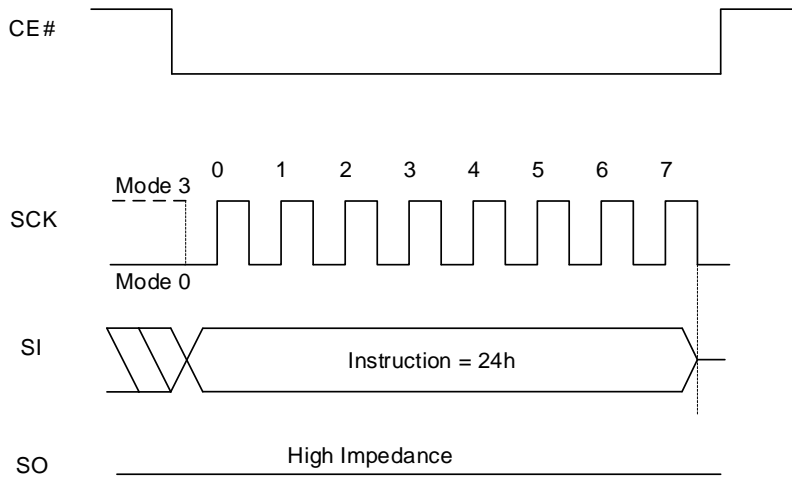 CE#
0 1 2 3 4 5 6 7
Mode 3
SCK
Mode 0
SI
Instruction = 24h
High Impedance
SO